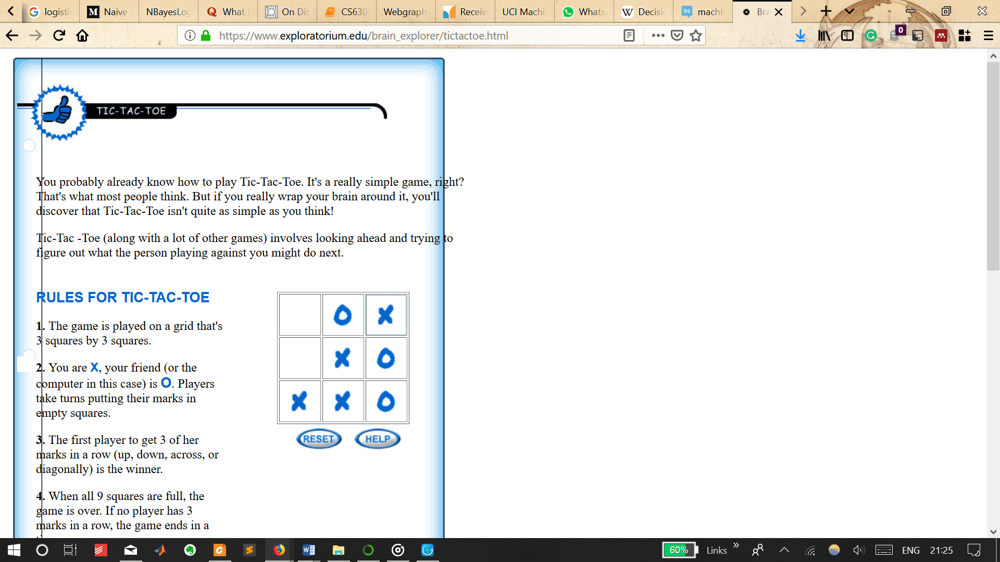 logistic
M Naive
NBayesLog
What i
On Dis
CS630
Webgraph
Receiv
UCI Machi
Whats
W Decisi
DS machi
Bra
https://www.exploratorium.edu/brain_explorer/tictactoe.html
0
TIC-TAC-TOE
You probably already know how to play Tic-Tac-Toe. It's a really simple game, right?
That's what most people think. But if you really wrap your brain around it, you'll
discover that Tic-Tac-Toe isn't quite as simple as you think!
Tic-Tac -Toe (along with a lot of other games) involves looking ahead and trying to
figure out what the person playing against you might do next.
RULES FOR TIC-TAC-TOE
1. The game is played on a grid that's
3 squares by 3 squares.
2. You are X, your friend (or the
computer in this case) is O. Players
take turns putting their marks in
empty squares.
3. The first player to get 3 of her
marks in a row (up, down, across, or
diagonally) is the winner.
4. When all 9 squares are full, the
game is over. If no player has 3
marks in a row, the game ends in a
O X
X O
X X O
RESET HELP
60% Links » ENG 21:25